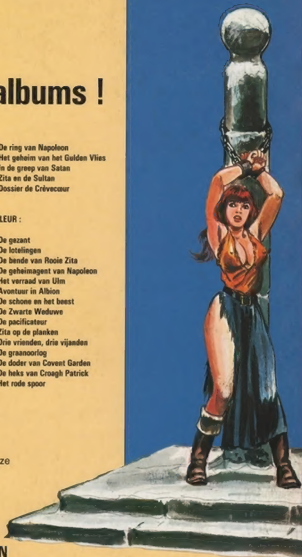 albums !
De ring van Napoleon
Het geheim van het Gulden Vlies
In de greep van Satan
Zita en de Sultan
Dossier de Crèvecœur
LEUR :
De gezant
De lotelingen
De bende van Rooie Zita
De geheimagent van Napoleon
Het verraad van Ulm
Avontuur in Albion
De schone en het beest
De Zwarte Weduwe
De pacificateur
Zita op de planken
Drie vrienden, drie vijanden
De graanoorlog
De doder van Covent Garden
De heks van Croagh Patrick
Het rode spoor
ze
N